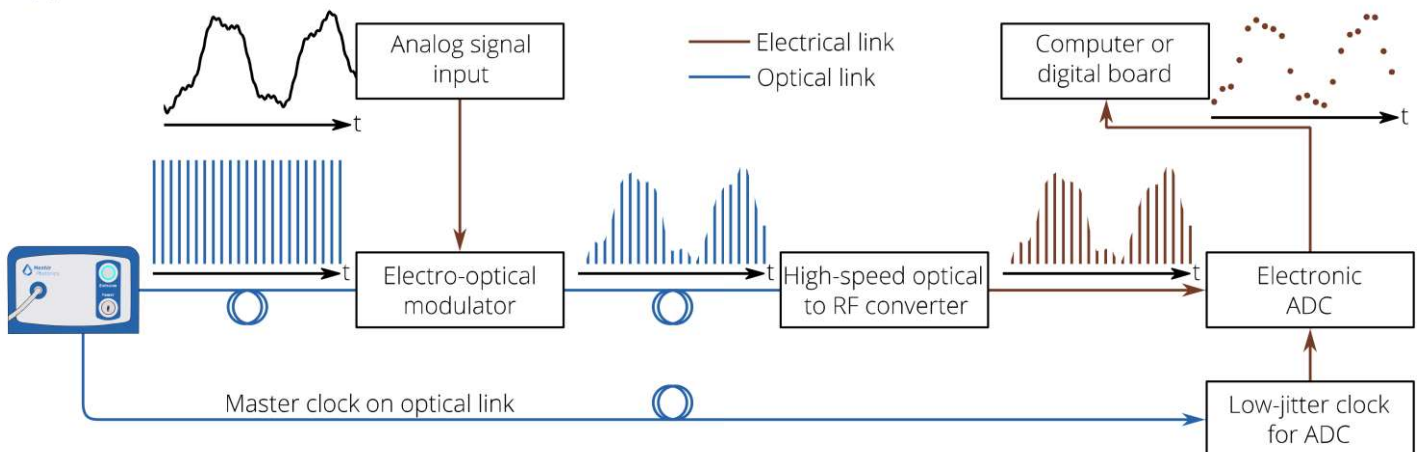 Analog signal
input
Electrical link
Optical link
Computer or
digital board
t
t
t
t
t
Electro-optical
modulator
High-speed optical
to RF converter
Electronic
ADC
Master clock on optical link
Low-jitter clock
for ADC